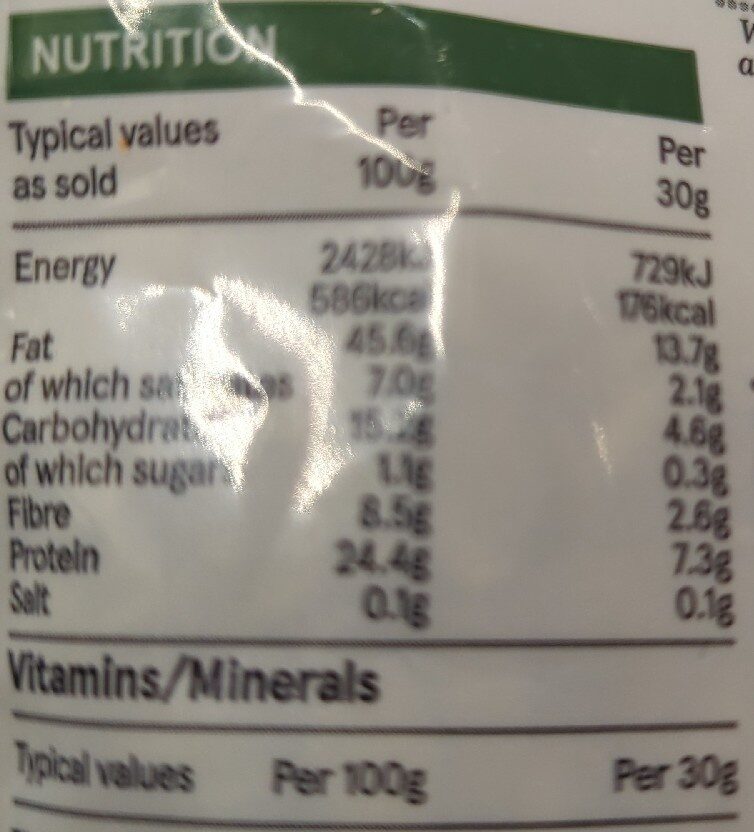 NUTRITION
Typical values Per Per
as sold 100g 30g
Energy 2428kJ 729kJ
586kcal 176kcal
Fat 45.6g 13.7g
of which 7.0g 2.1g
Carbohydrate 4.6g
of which sugars 1.1g 0.3g
Fibre 8.5g 2.6g
Protein 24.4g 7.3g
Salt 0.1g 0.1g
Vitamins/Minerals
Typical values Per 100g Per 30g